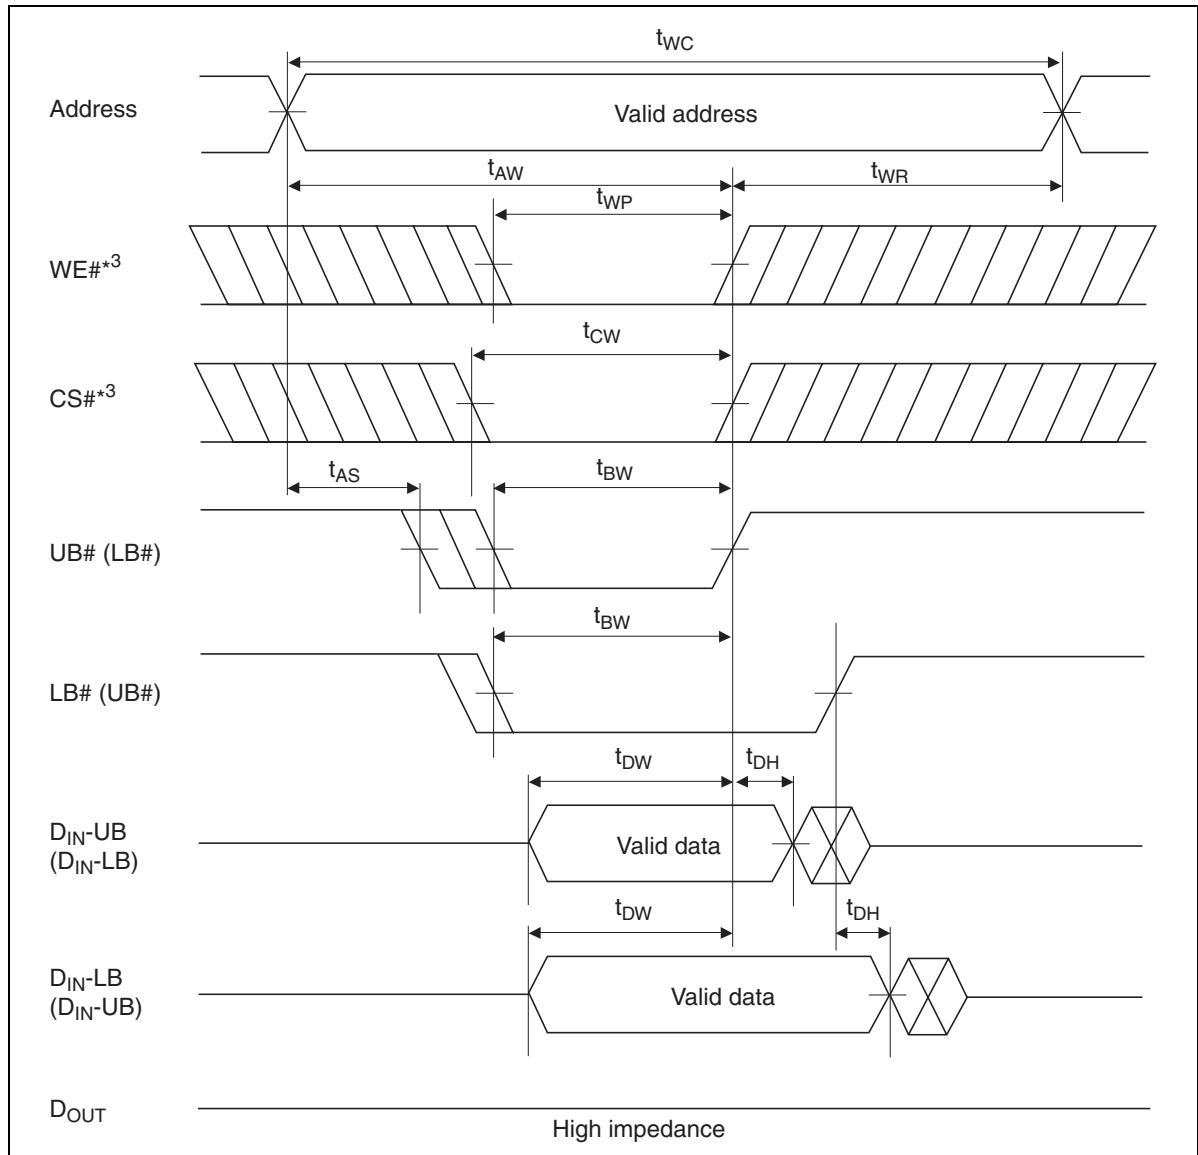 tWC
Address
Valid address
tAW
tWR
tWP
WE#*3
tCW
CS#*3
tAS
tBW
UB# (LB#)
tBW
LB# (UB#)
tDW
tDH
DIN-UB
(DIN-LB)
Valid data
tDW
tDH
DIN-LB
(DIN-UB)
Valid data
DOUT
High impedance